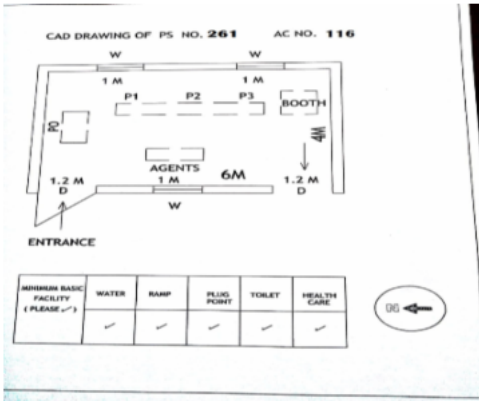 CAD DRAWING OF PS NO. 261 AC NO. 116
W W
1 M 1 M
P1 P2 P3
BOOTH
PO
4M
AGENTS
1.2 M 1 M 6M 1.2 M
D D
W
ENTRANCE
MINIMUM BASIC FACILITY ( PLEASE ✓ ) WATER RAMP PLUG POINT TOILET HEALTH CARE
✓ ✓ ✓ ✓ ✓
N